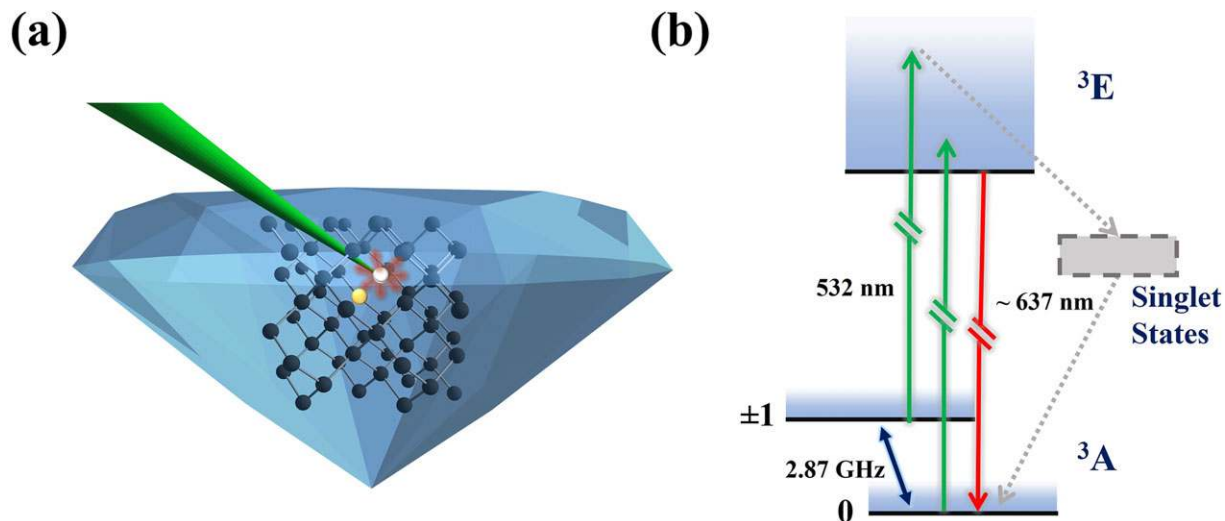 (a)
(b)
³E
532 nm
~ 637 nm
Singlet
States
±1
2.87 GHz
³A
0